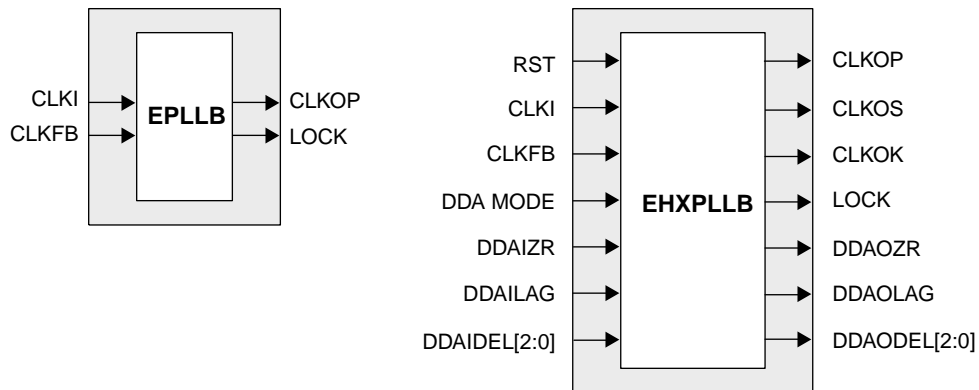 CLKI
CLKFB
EPLLB
CLKOP
LOCK
RST
CLKI
CLKFB
DDA MODE
DDAIZR
DDAILAG
DDAIDEL[2:0]
EHXPLLB
CLKOP
CLKOS
CLKOK
LOCK
DDAOZR
DDAOLAG
DDAODEL[2:0]